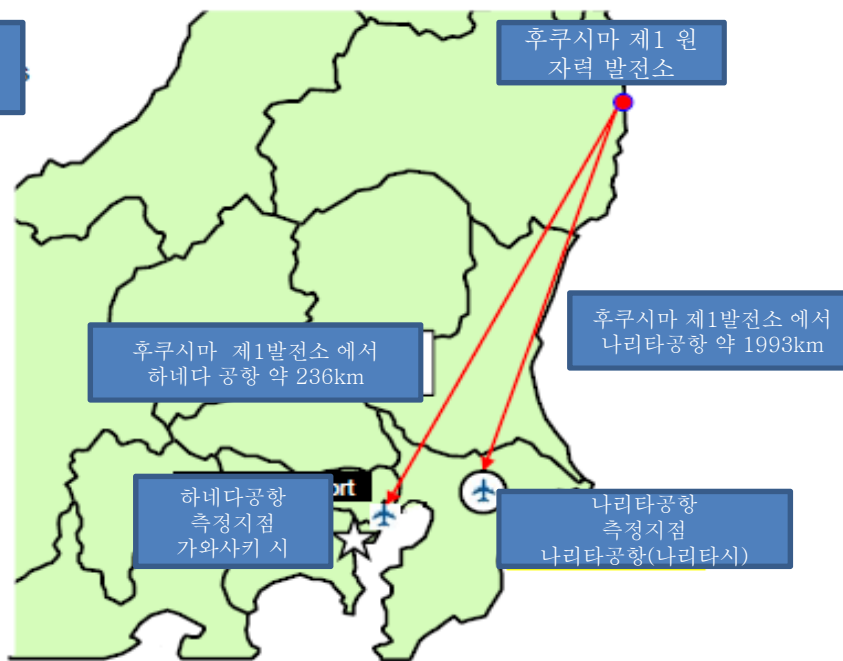 s
후쿠시마 제1 원
자력 발전소
후쿠시마 제1발전소 에서
나리타공항 약 1993km
후쿠시마 제1발전소 에서
하네다 공항 약 236km
ort
하네다공항
측정지점
가와사키 시
나리타공항
측정지점
나리타공항(나리타시)